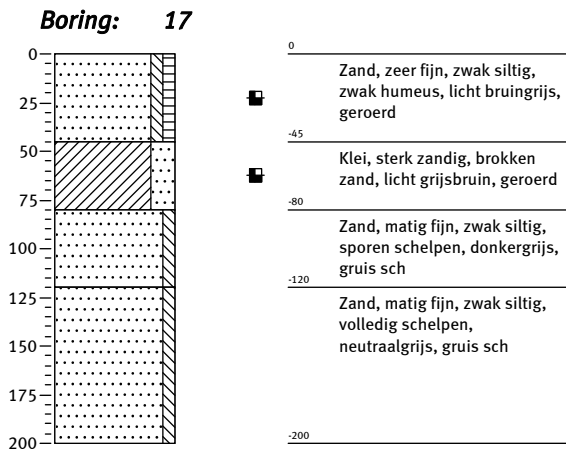 Boring: 17
0
25
50
75
100
125
150
175
200
0
Zand, zeer fijn, zwak siltig,
zwak humeus, licht bruingrijs,
geroerd
-45
Klei, sterk zandig, brokken
zand, licht grijsbruin, geroerd
-80
Zand, matig fijn, zwak siltig,
sporen schelpen, donkergrijs,
gruis sch
-120
Zand, matig fijn, zwak siltig,
volledig schelpen,
neutraalgrijs, gruis sch
-200